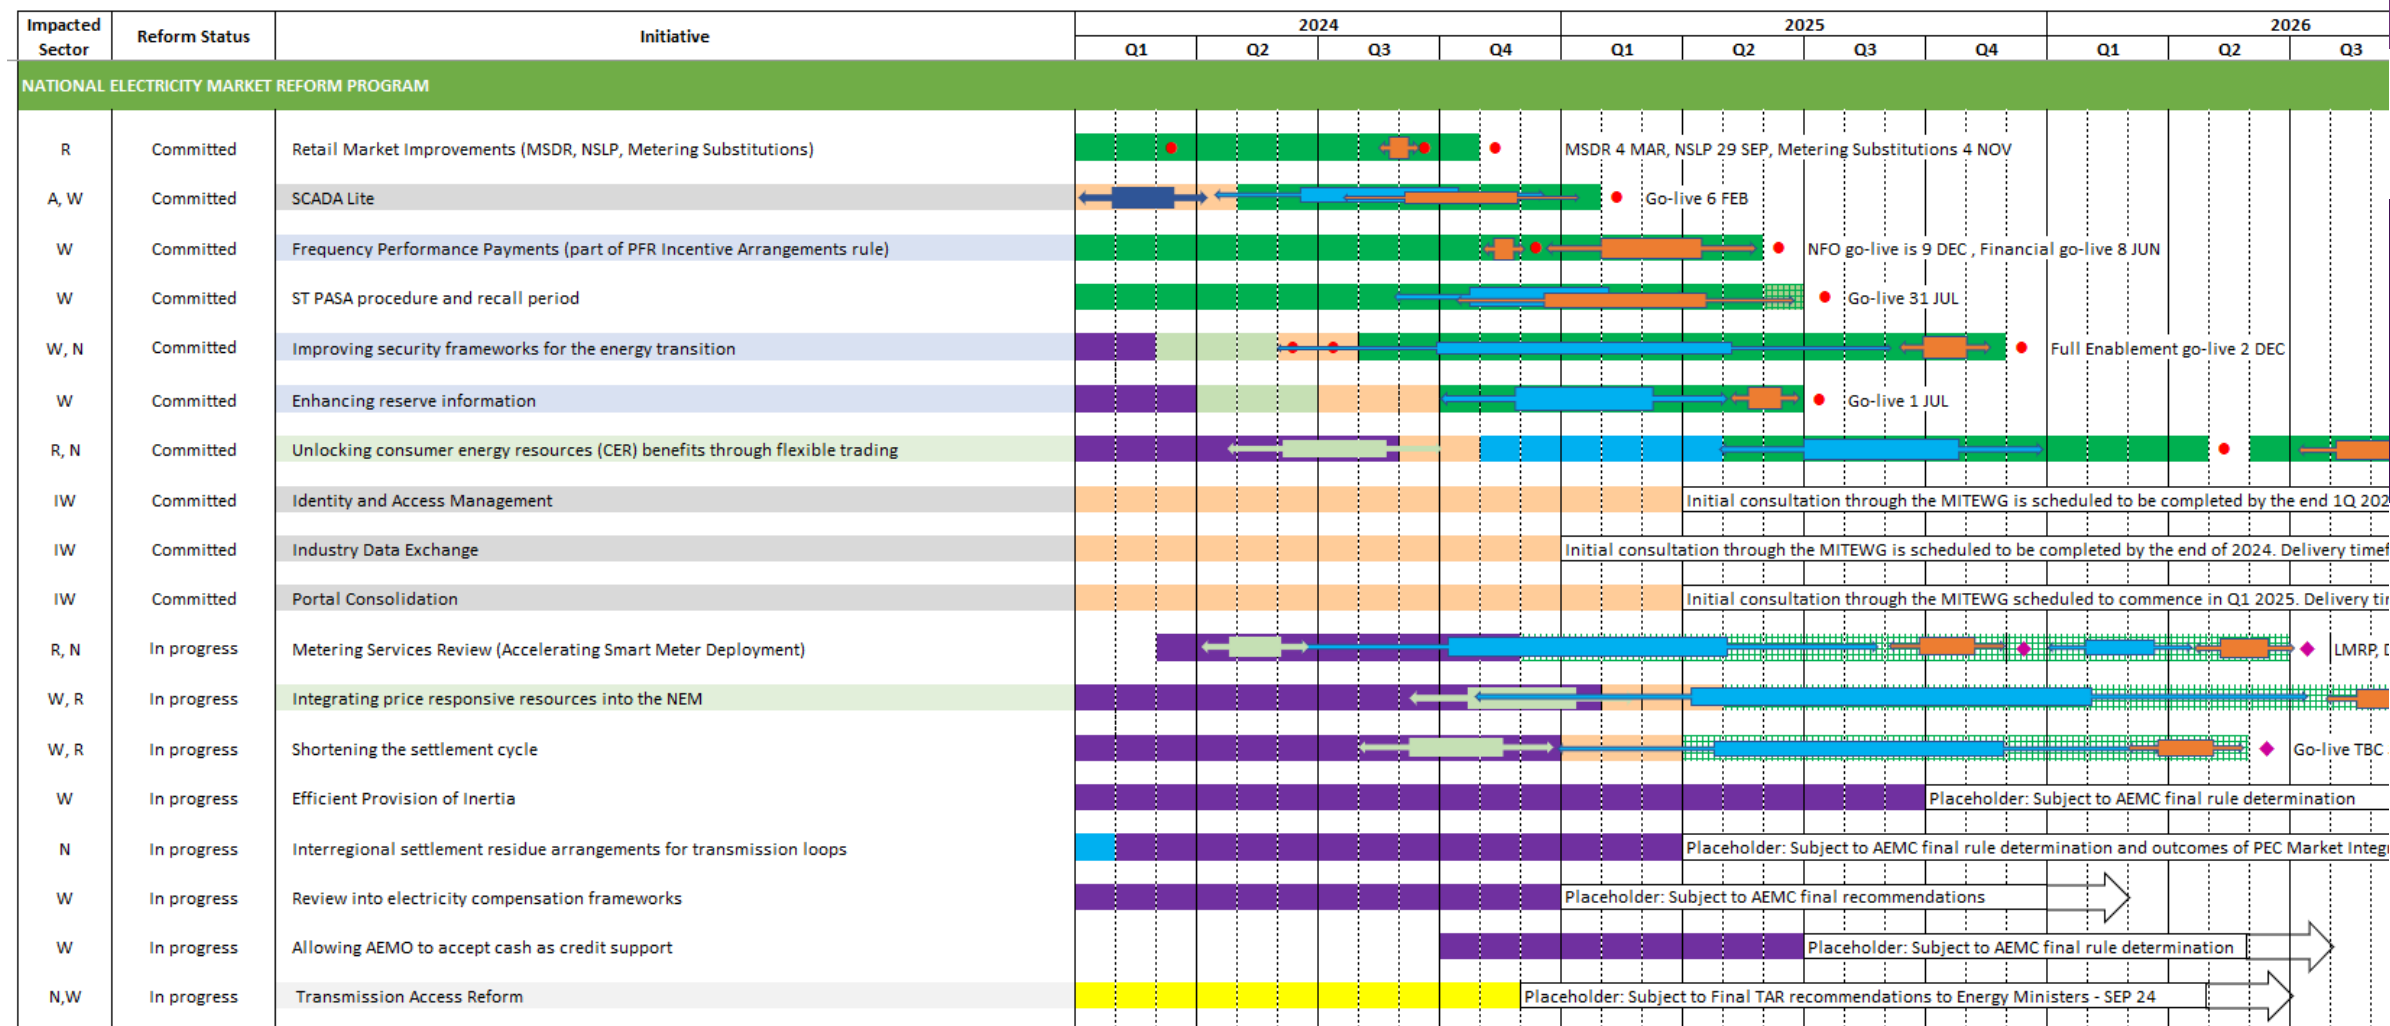 Impacted Sector Reform Status Initiative 2024 2025 2026
Q1 Q2 Q3 Q4 Q1 Q2 Q3 Q4 Q1 Q2 Q3
NATIONAL ELECTRICITY MARKET REFORM PROGRAM
R Committed Retail Market Improvements (MSDR, NSLP, Metering Substitutions) MSDR 4 MAR, NSLP 29 SEP, Metering Substitutions 4 NOV
A, W Committed SCADA Lite Go-live 6 FEB
W Committed Frequency Performance Payments (part of PFR Incentive Arrangements rule) NFO go-live is 9 DEC , Financial go-live 8 JUN
W Committed ST PASA procedure and recall period Go-live 31 JUL
W, N Committed Improving security frameworks for the energy transition Full Enablement go-live 2 DEC
W Committed Enhancing reserve information Go-live 1 JUL
R, N Committed Unlocking consumer energy resources (CER) benefits through flexible trading
IW Committed Identity and Access Management Initial consultation through the MITEWG is scheduled to be completed by the end 1Q 202
IW Committed Industry Data Exchange Initial consultation through the MITEWG is scheduled to be completed by the end of 2024. Delivery timef
IW Committed Portal Consolidation Initial consultation through the MITEWG scheduled to commence in Q1 2025. Delivery tir
R, N In progress Metering Services Review (Accelerating Smart Meter Deployment) LMRP, D
W, R In progress Integrating price responsive resources into the NEM
W, R In progress Shortening the settlement cycle Go-live TBC
W In progress Efficient Provision of Inertia Placeholder: Subject to AEMC final rule determination
N In progress Interregional settlement residue arrangements for transmission loops Placeholder: Subject to AEMC final rule determination and outcomes of PEC Market Integr
W In progress Review into electricity compensation frameworks Placeholder: Subject to AEMC final recommendations
W In progress Allowing AEMO to accept cash as credit support Placeholder: Subject to AEMC final rule determination
N,W In progress Transmission Access Reform Placeholder: Subject to Final TAR recommendations to Energy Ministers - SEP 24